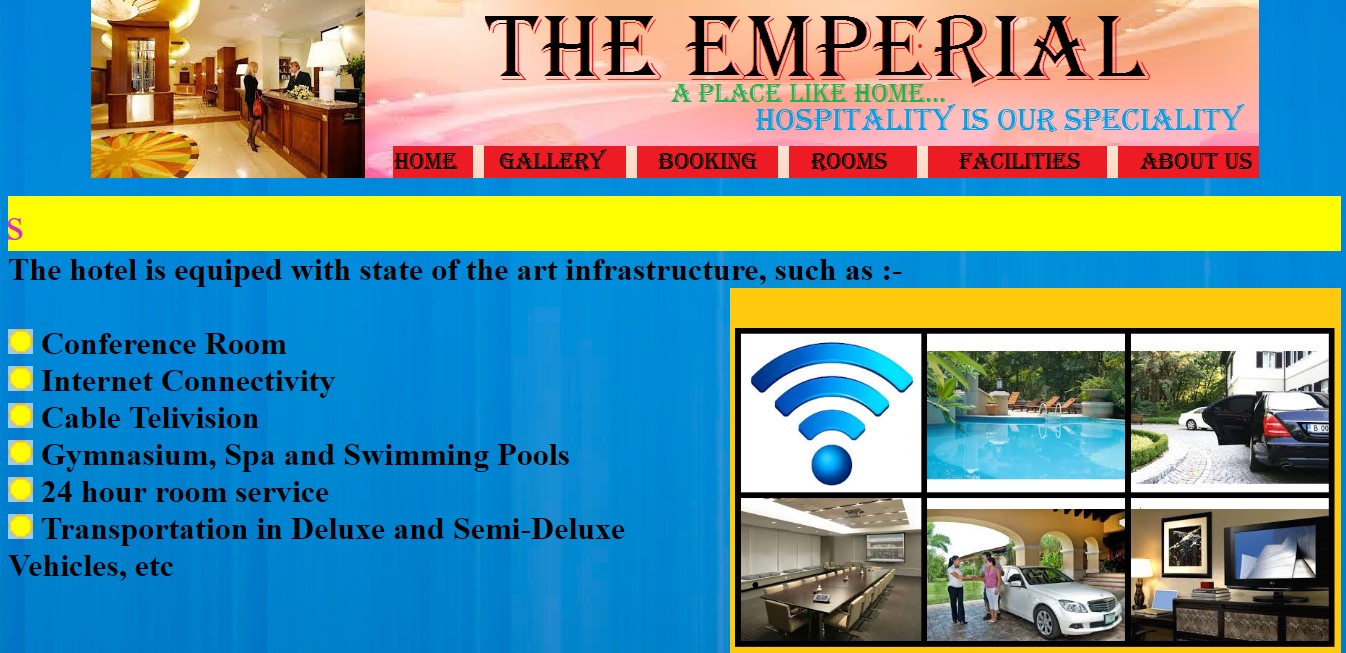 THE EMPERIAL
A PLACE LIKE HOME...
HOSPITALITY IS OUR SPECIALITY
HOME GALLERY BOOKING ROOMS FACILITIES ABOUT US
S
The hotel is equiped with state of the art infrastructure, such as :-
Conference Room
Internet Connectivity
Cable Telivision
Gymnasium, Spa and Swimming Pools
24 hour room service
Transportation in Deluxe and Semi-Deluxe
Vehicles, etc